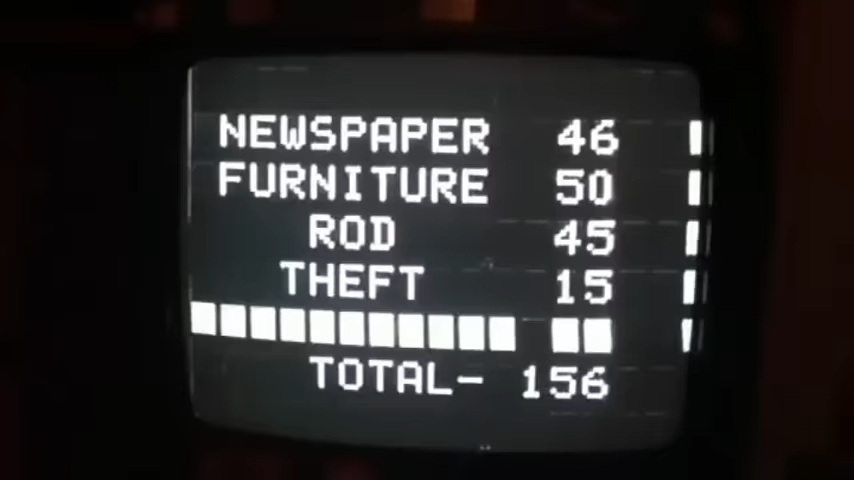 NEWSPAPER 46
FURNITURE 50
ROD 45
THEFT 15
TOTAL- 156